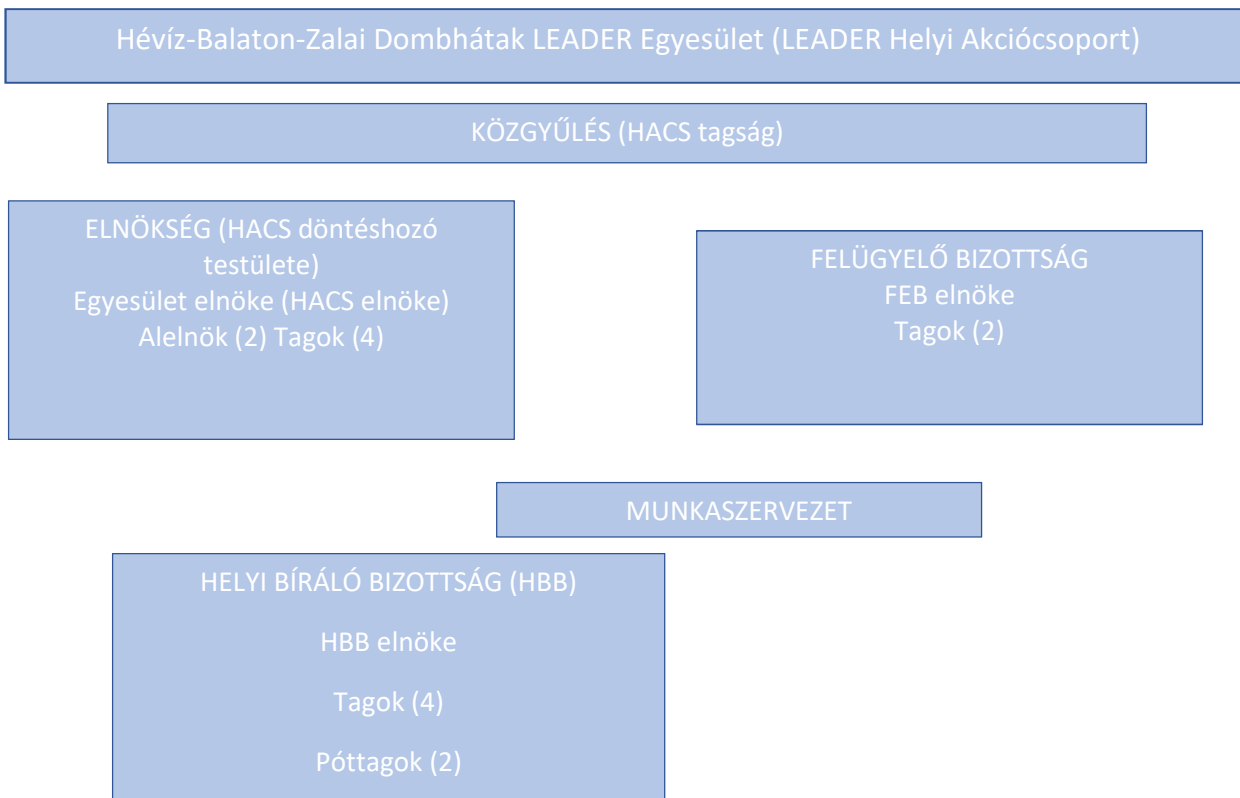 Hévíz-Balaton-Zalai Dombhátak LEADER Egyesület (LEADER Helyi Akciócsoport)
KÖZGYŰLÉS (HACS tagság)
ELNÖKSÉG (HACS döntéshozó
testülete)
Egyesület elnöke (HACS elnöke)
Alelnök (2) Tagok (4)
FELÜGYELŐ BIZOTTSÁG
FEB elnöke
Tagok (2)
MUNKASZERVEZET
HELYI BÍRÁLÓ BIZOTTSÁG (HBB)
HBB elnöke
Tagok (4)
Póttagok (2)